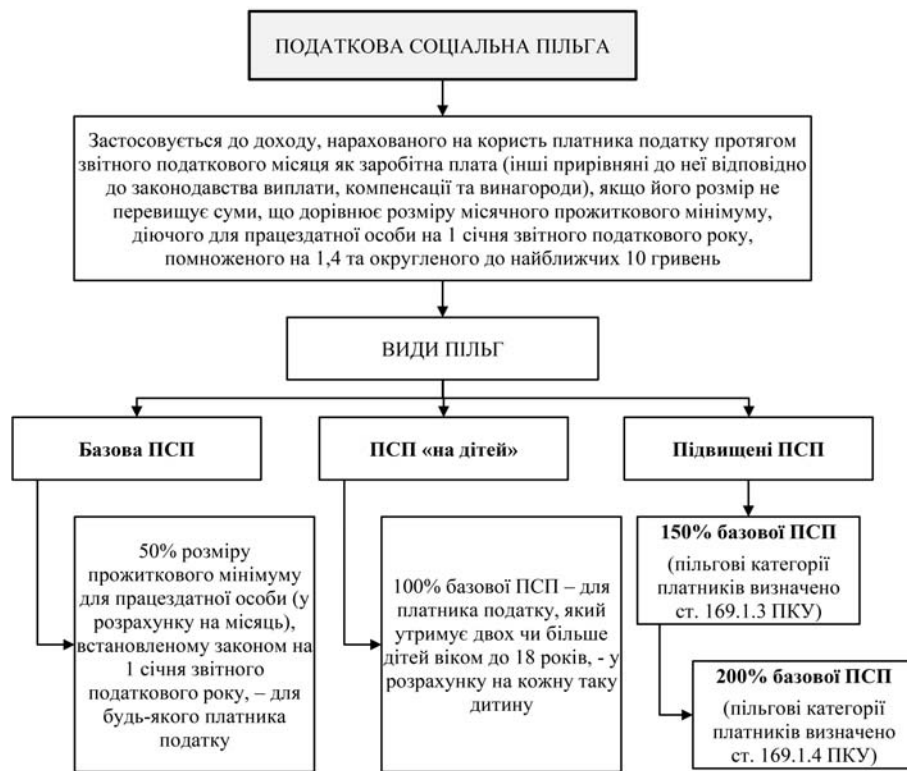 ПОДАТКОВА СОЦІАЛЬНА ПІЛЬГА
Застосовується до доходу, нарахованого на користь платника податку протягом
звітного податкового місяця як заробітна плата (інші прирівняні до неї відповідно
до законодавства виплати, компенсації та винагороди), якщо його розмір не
перевищує суми, що дорівнює розміру місячного прожиткового мінімуму,
діючого для працездатної особи на 1 січня звітного податкового року,
помноженого на 1,4 та округленого до найближчих 10 гривень
ВИДИ ПІЛЬГ
Базова ПСП
50% розміру
прожиткового мінімуму
для працездатної особи (у
розрахунку на місяць),
встановленому законом на
1 січня звітного
податкового року, – для
будь-якого платника
податку
ПСП «на дітей»
100% базової ПСП – для
платника податку, який
утримує двох чи більше
дітей віком до 18 років, - у
розрахунку на кожну таку
дитину
Підвищені ПСП
150% базової ПСП
(пільгові категорії
платників визначено
ст. 169.1.3 ПКУ)
200% базової ПСП
(пільгові категорії
платників визначено
ст. 169.1.4 ПКУ)